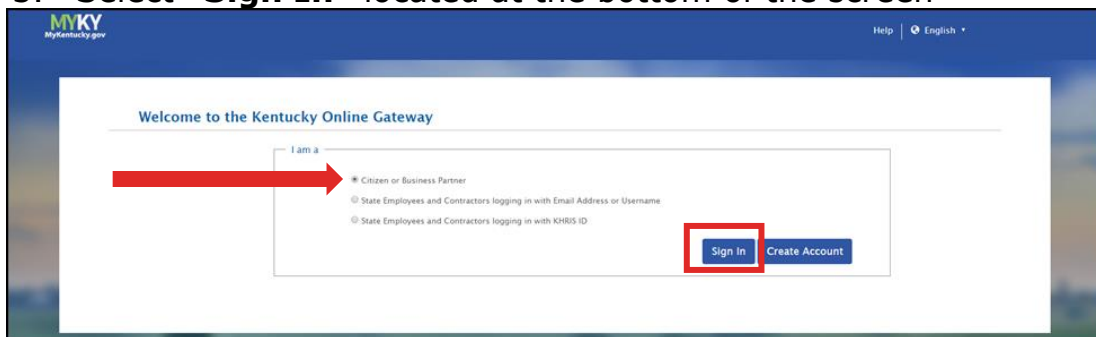 Select "Sign In" located at the bottom of the screen
MYKY
MyKentucky.gov
Help
English
Welcome to the Kentucky Online Gateway
I am a
Citizen or Business Partner
State Employees and Contractors logging in with Email Address or Username
State Employees and Contractors logging in with KHRIS ID
Sign In Create Account